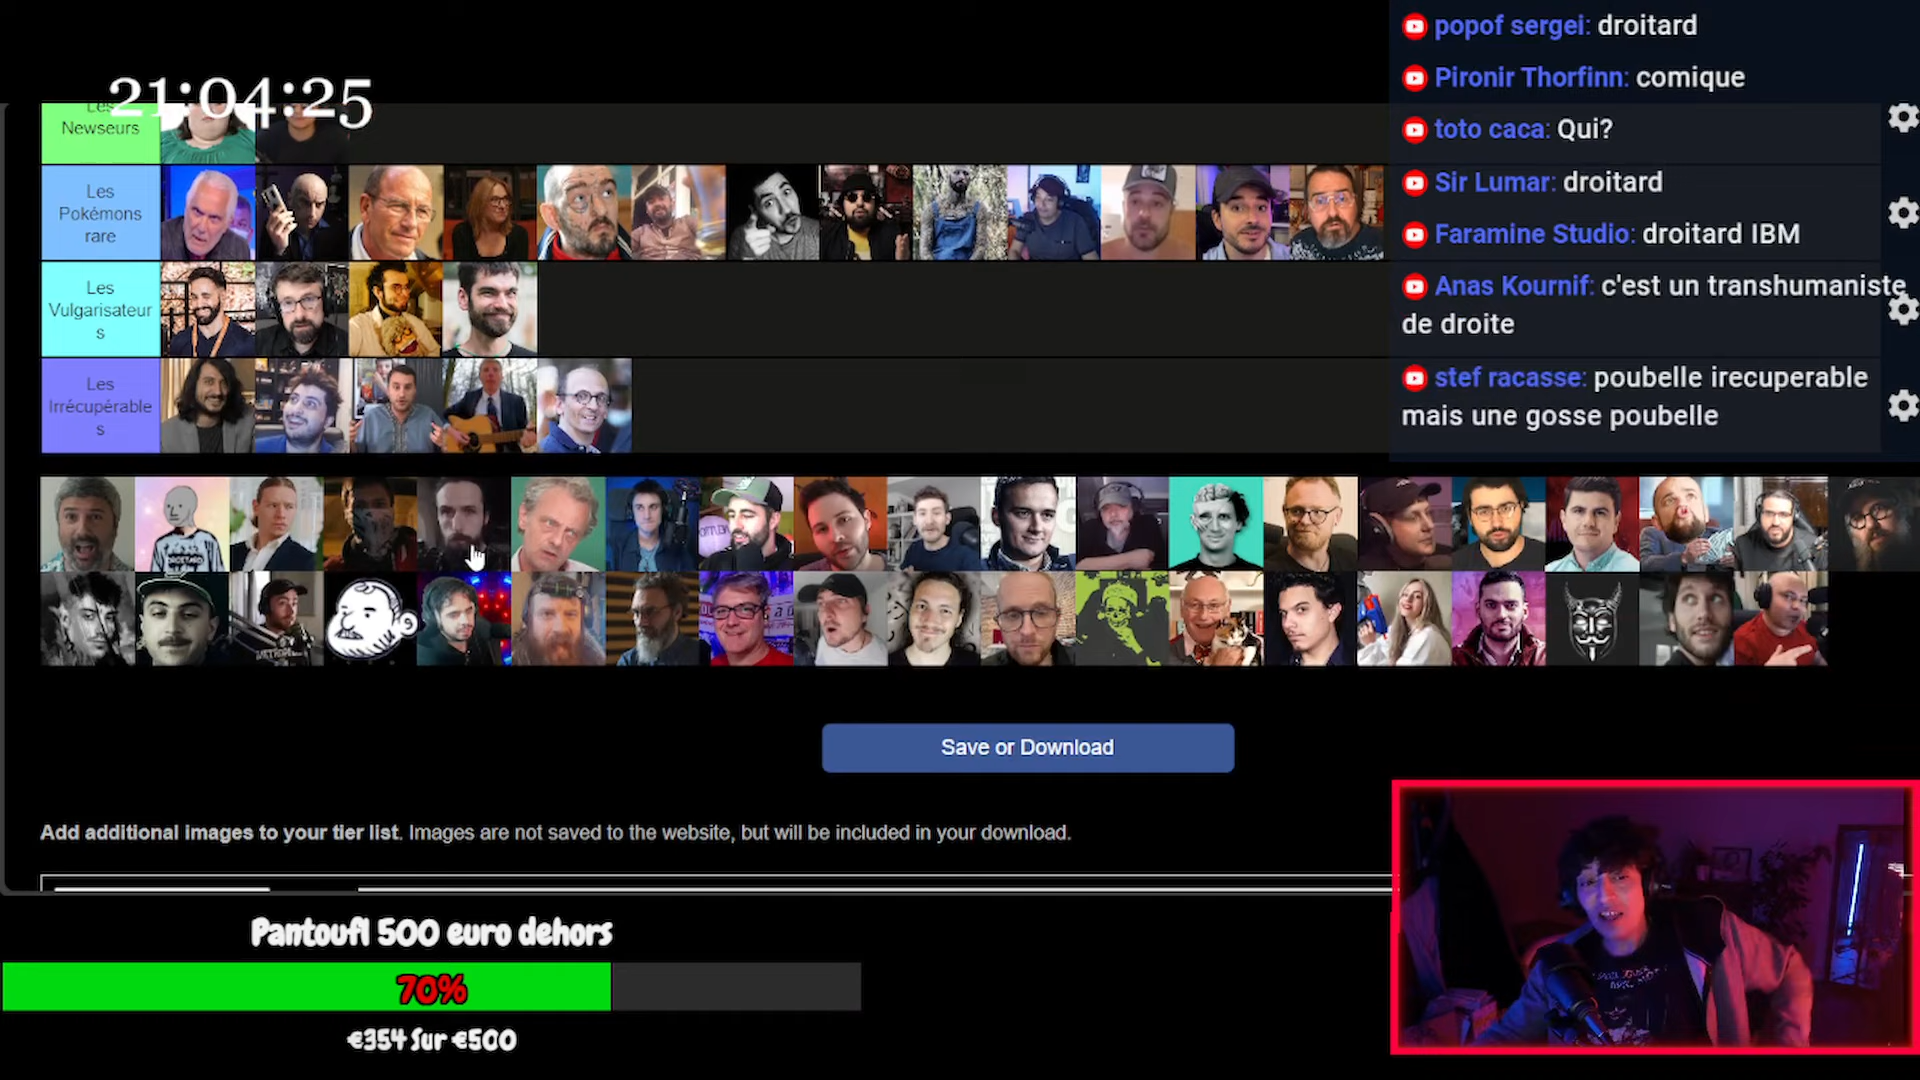 21:04:25
Les
Newseurs
Les
Pokémons
rare
Les
Vulgarisateur
s
Les
Irrécupérable
s
popof sergei: droitard
Pironir Thorfinn: comique
toto caca: Qui?
Sir Lumar: droitard
Faramine Studio: droitard IBM
Anas Kournif: c'est un transhumaniste
de droite
stef racasse: poubelle irecuperable
mais une gosse poubelle
Save or Download
Add additional images to your tier list. Images are not saved to the website, but will be included in your download.
Pantoufl 500 euro dehors
70%
€354 Sur €500